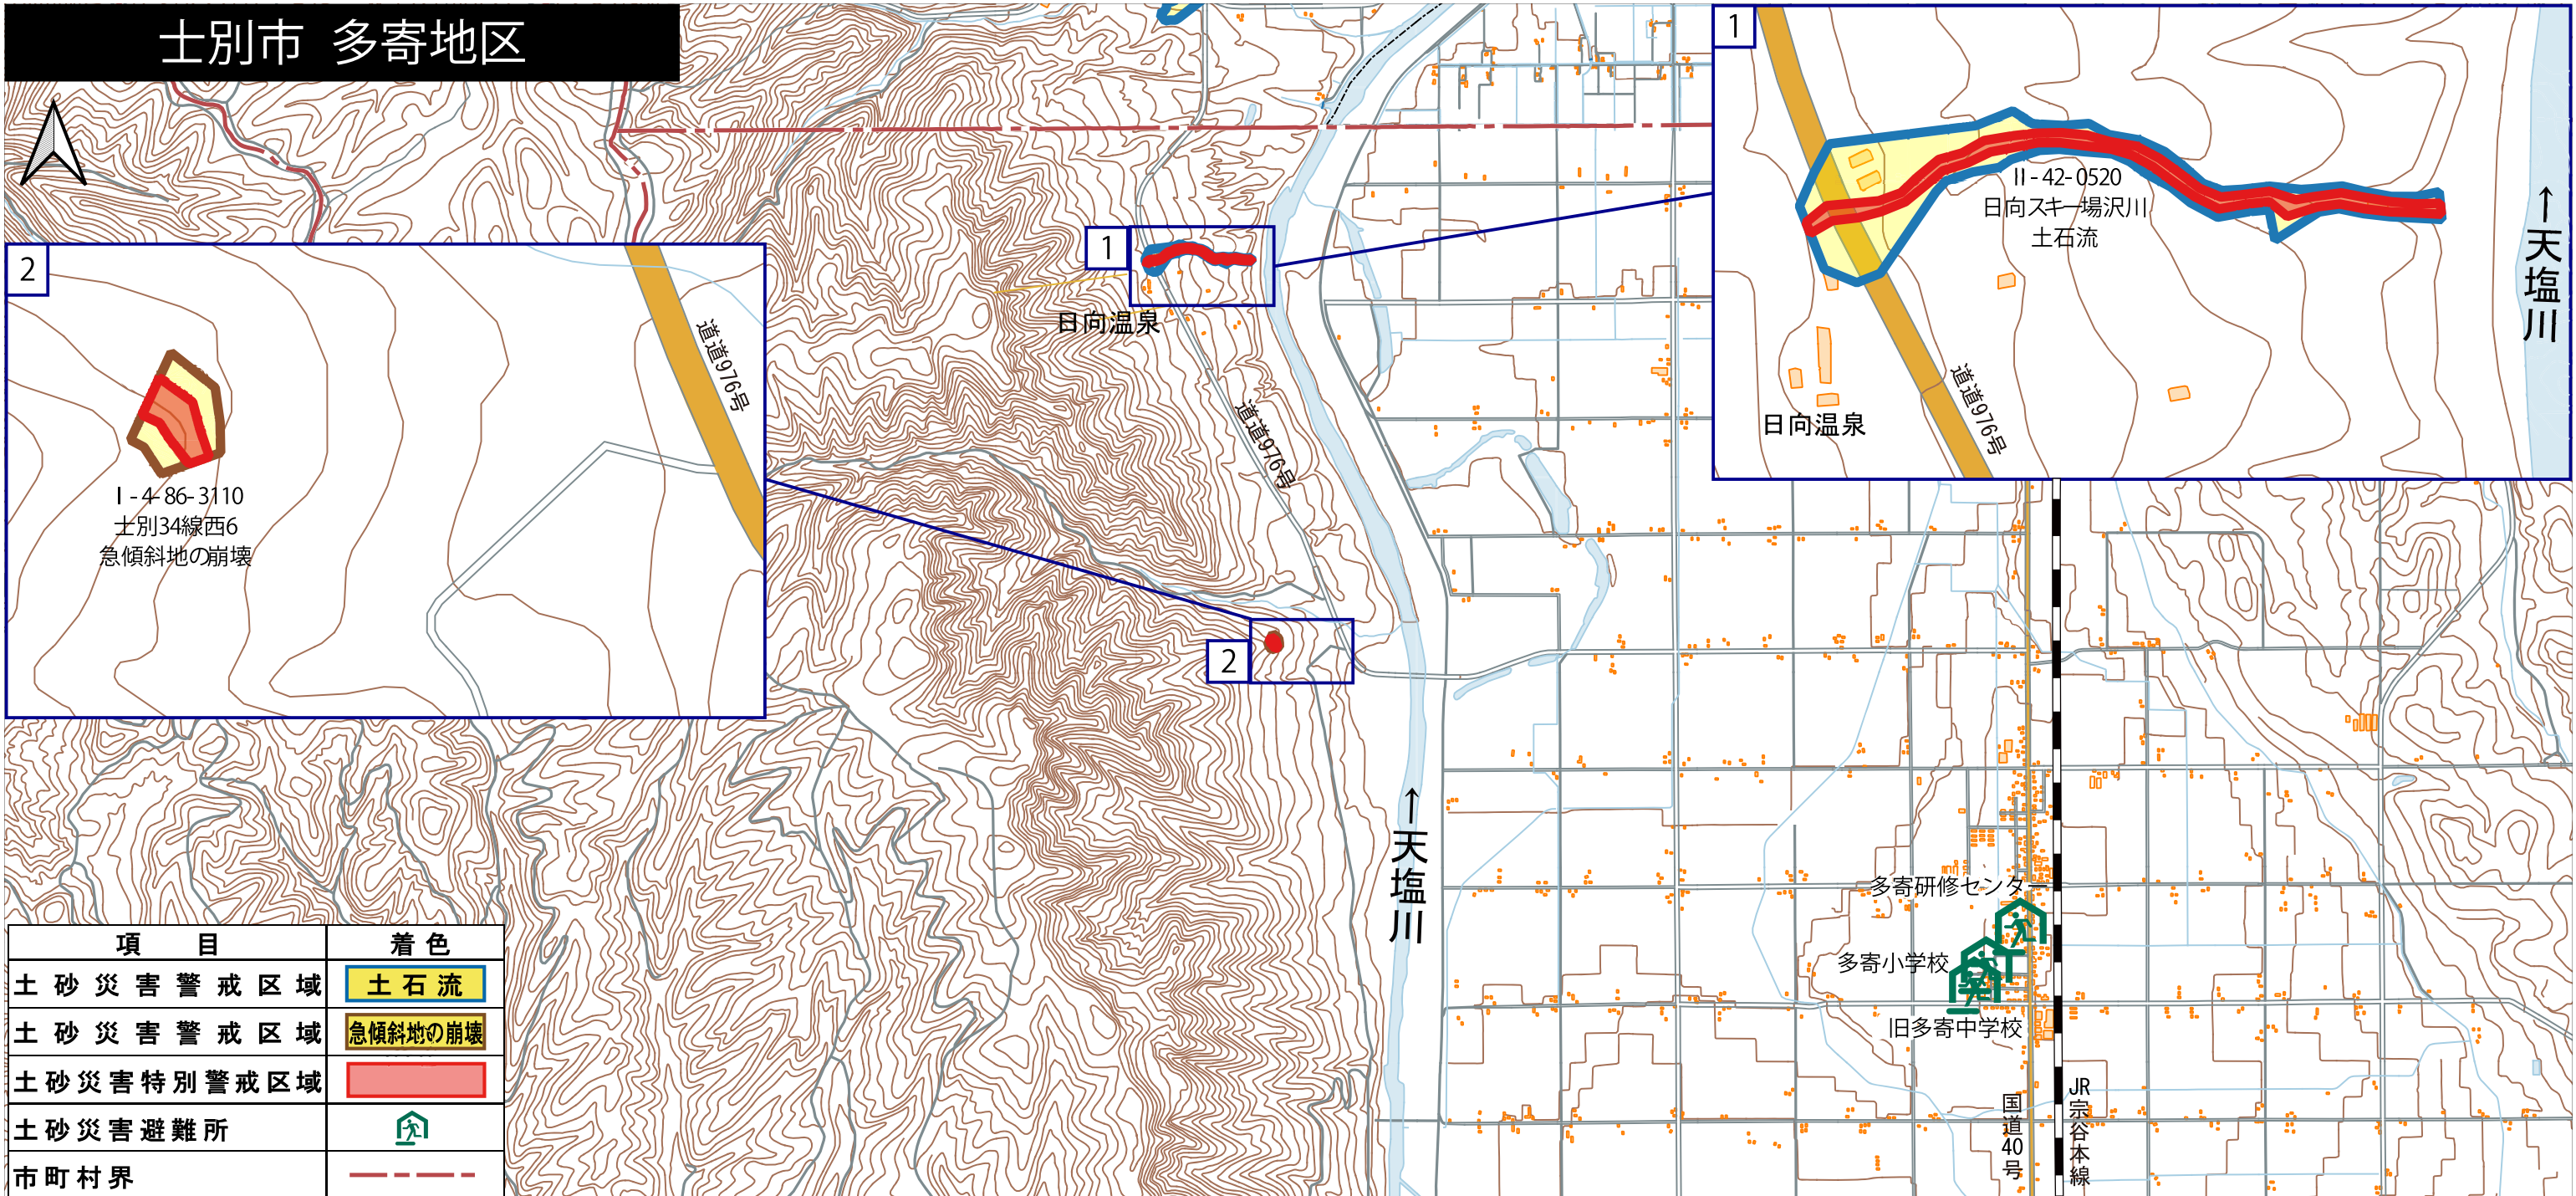 士別市 多寄地区
1
Ⅱ-42-0520
日向スキー場沢川
土石流
→天塩川
日向温泉
道道976号
2
道道976号
Ⅰ-4-86-3110
士別34線西6
急傾斜地の崩壊
1
日向温泉
道道976号
2
→天塩川
多寄研修センター
多寄小学校
旧多寄中学校
国道40号
JR宗谷本線
項 目 着色
土砂災害警戒区域 土石流
土砂災害警戒区域 急傾斜地の崩壊
土砂災害特別警戒区域
土砂災害避難所
市町村界